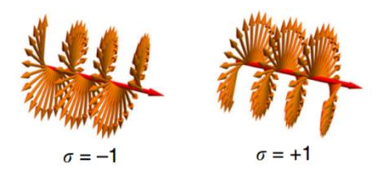 σ = −1
σ = +1